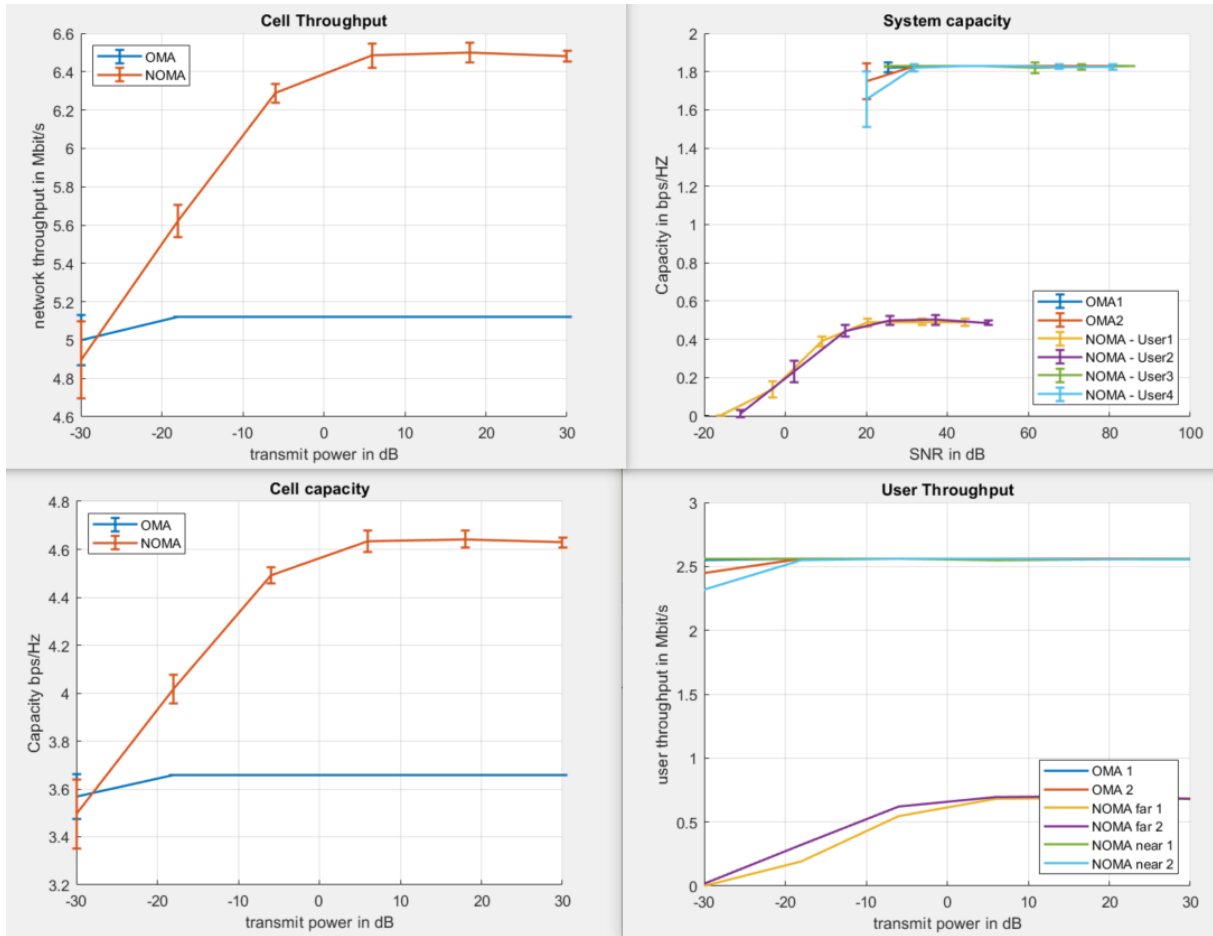 Cell Throughput
6.6
6.4
6.2
6
5.8
5.6
5.4
5.2
5
4.8
4.6
network throughput in Mbit/s
OMA
NOMA
-30
-20
-10
0
10
20
30
transmit power in dB
System capacity
2
1.8
1.6
1.4
1.2
1
0.8
0.6
0.4
0.2
0
Capacity in bps/HZ
OMA1
OMA2
NOMA - User1
NOMA - User2
NOMA - User3
NOMA - User4
-20
0
20
40
60
80
100
SNR in dB
Cell capacity
4.8
4.6
4.4
4.2
4
3.8
3.6
3.4
3.2
Capacity bps/Hz
OMA
NOMA
-30
-20
-10
0
10
20
30
transmit power in dB
User Throughput
3
2.5
2
1.5
1
0.5
0
user throughput in Mbit/s
OMA 1
OMA 2
NOMA far 1
NOMA far 2
NOMA near 1
NOMA near 2
-30
-20
-10
0
10
20
30
transmit power in dB